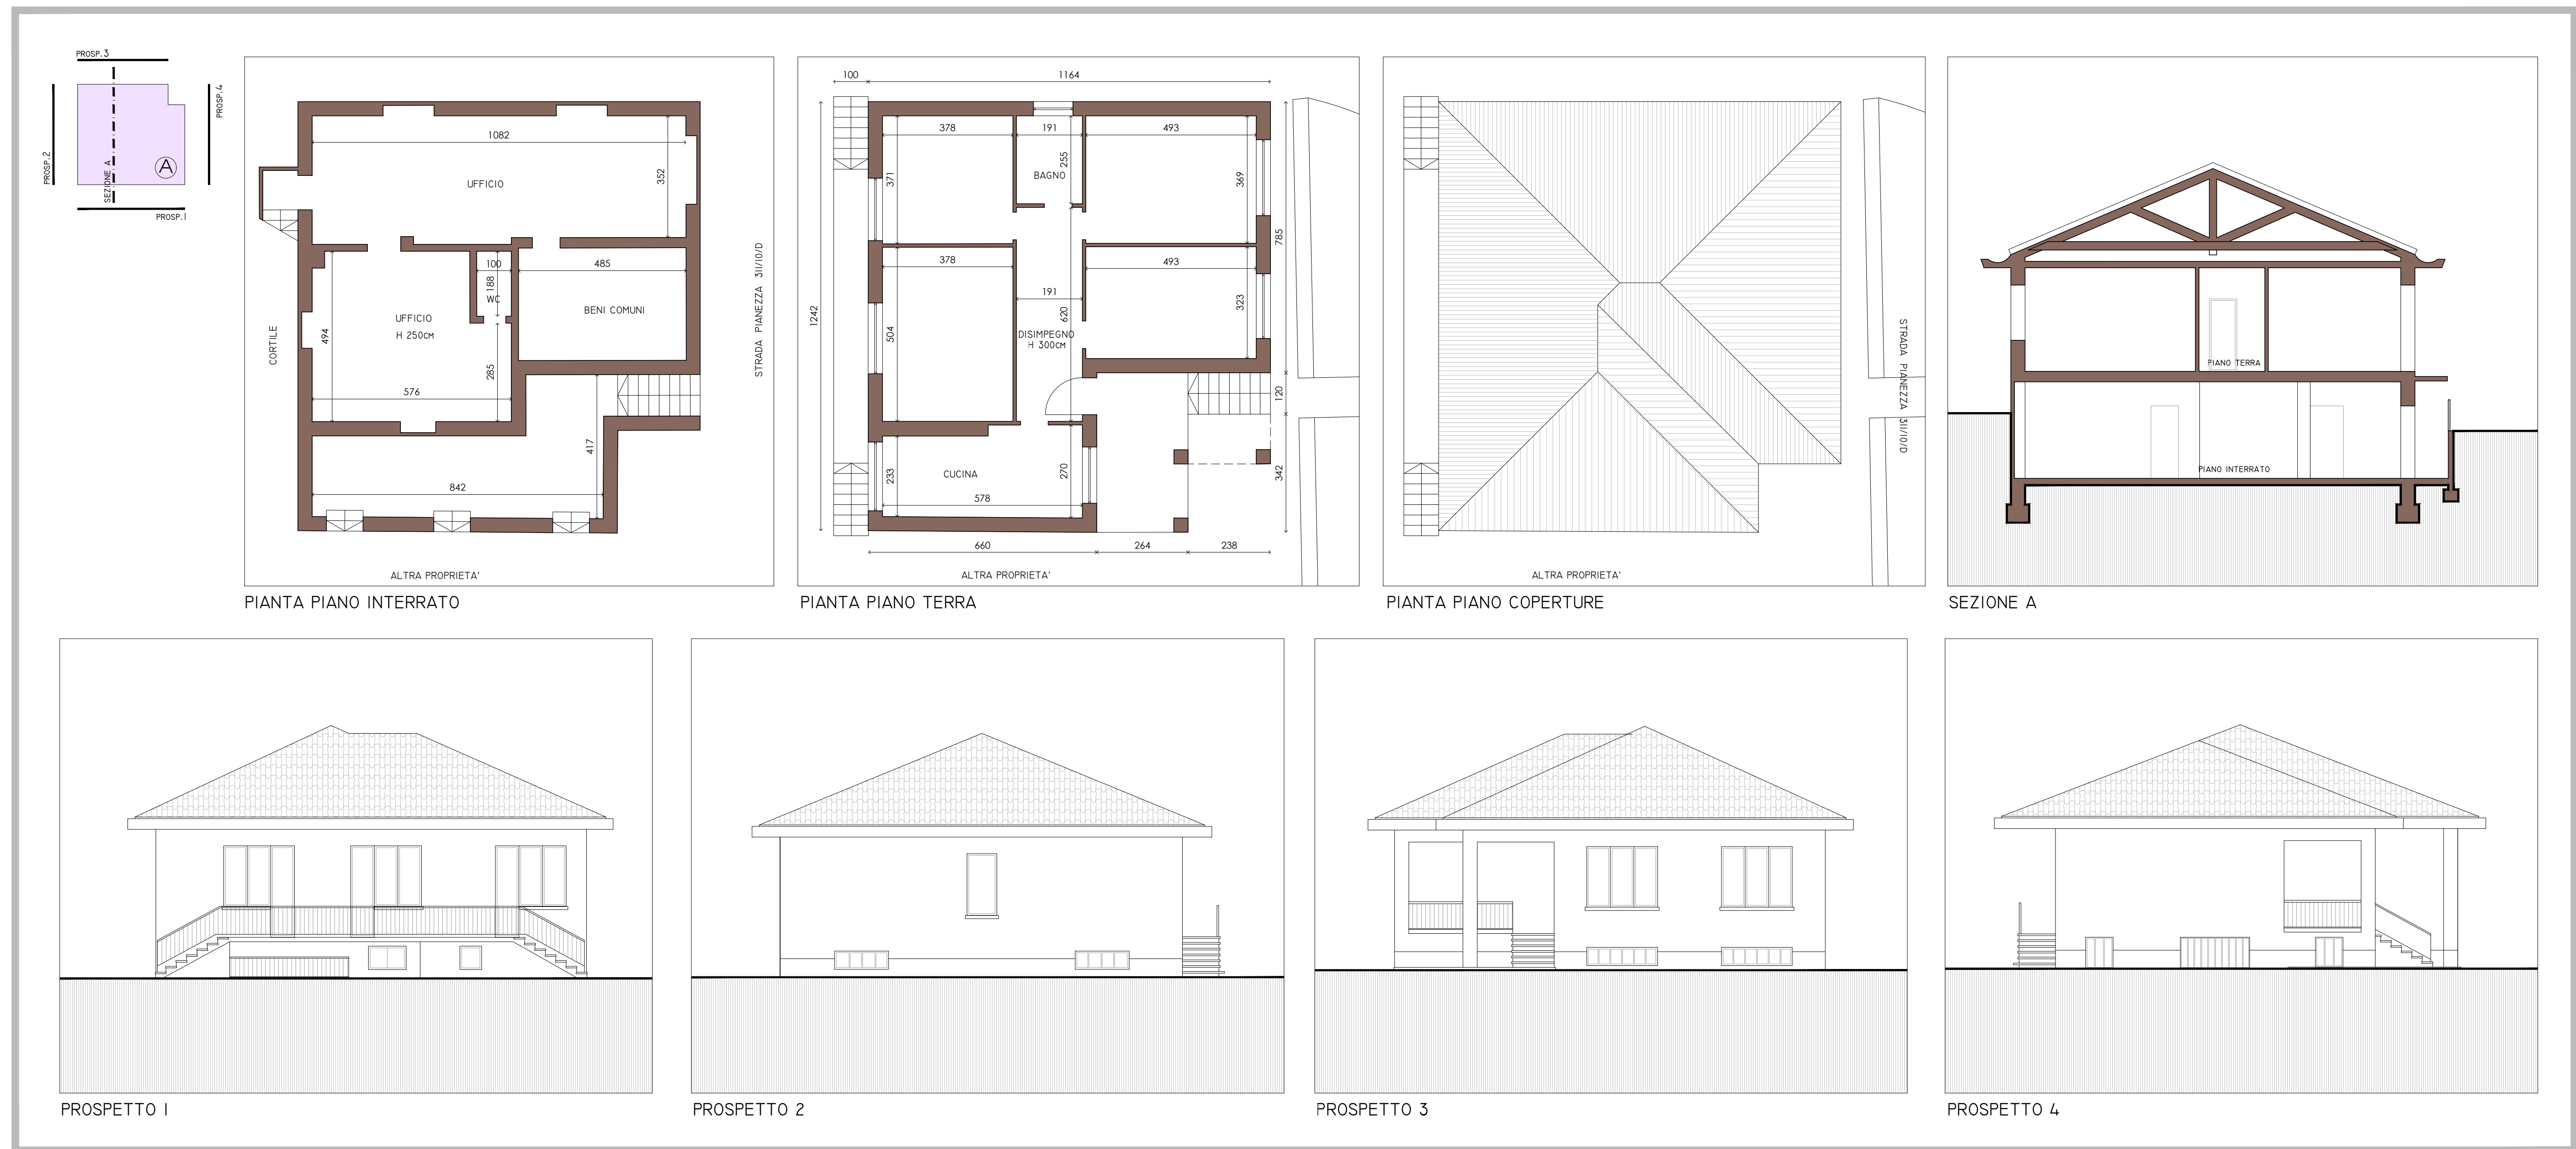 PROSP.3
PROSP.2
PROSP.4
SEZIONE A
A
PROSP.1
1082
352
UFFICIO
100
188
WC
485
BENI COMUNI
UFFICIO
H 250CM
494
576
285
417
842
CORTILE
STRADA PIANEZZA 311/10/D
ALTRA PROPRIETA'
PIANTA PIANO INTERRATO
100
1164
378
191
493
255
371
BAGNO
369
785
378
191
493
323
1242
504
620
DISIMPEGNO
H 300CM
120
233
CUCINA
270
342
578
660
264
238
ALTRA PROPRIETA'
PIANTA PIANO TERRA
STRADA PIANEZZA 311/10/D
ALTRA PROPRIETA'
PIANTA PIANO COPERTURE
PIANO TERRA
PIANO INTERRATO
SEZIONE A
PROSPETTO 1
PROSPETTO 2
PROSPETTO 3
PROSPETTO 4